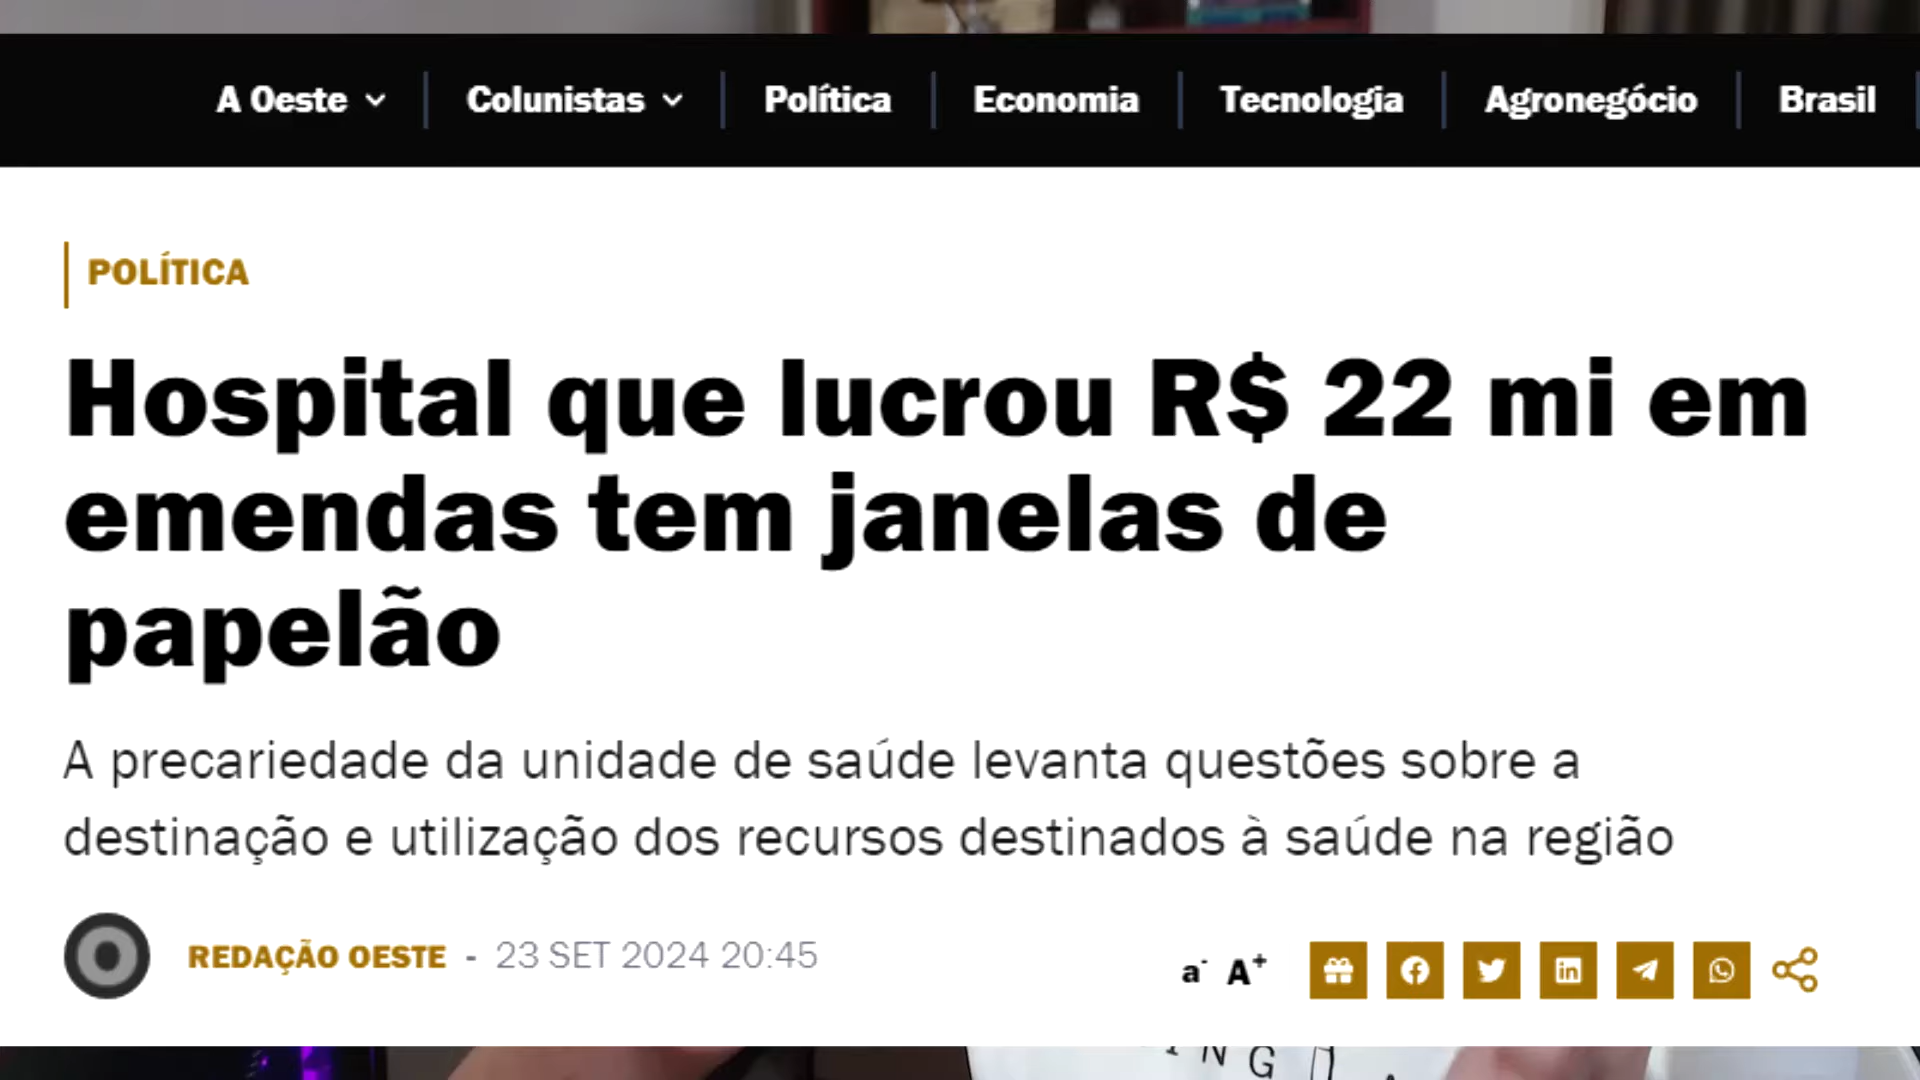 A Oeste
Colunistas
Política
Economia
Tecnologia
Agronegócio
Brasil
POLÍTICA
Hospital que lucrou R$ 22 mi em
emendas tem janelas de
papelão
A precariedade da unidade de saúde levanta questões sobre a
destinação e utilização dos recursos destinados à saúde na região
REDAÇÃO OESTE - 23 SET 2024 20:45
a- A+